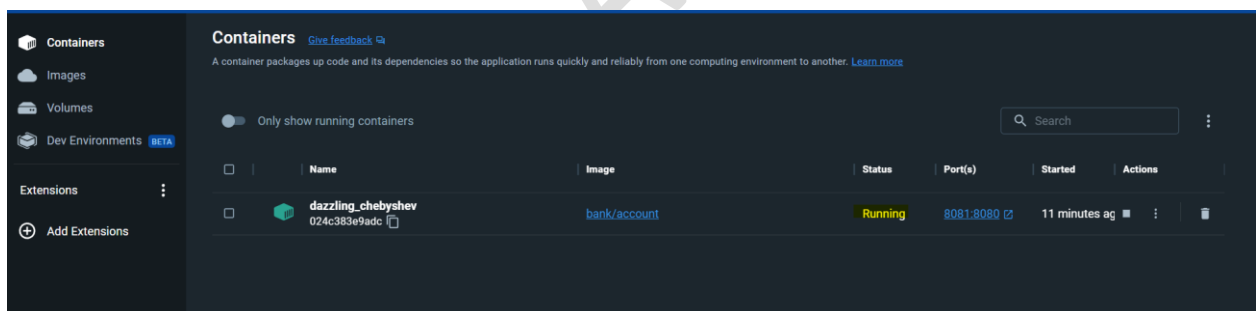 Containers
Images
Volumes
Dev Environments BETA
Extensions
Add Extensions
Containers Give feedback
A container packages up code and its dependencies so the application runs quickly and reliably from one computing environment to another. Learn more
Only show running containers
Search
Name Image Status Port(s) Started Actions
dazzling_chebyshev
024c383e9adc
bank/account Running 8081:8080 11 minutes ag